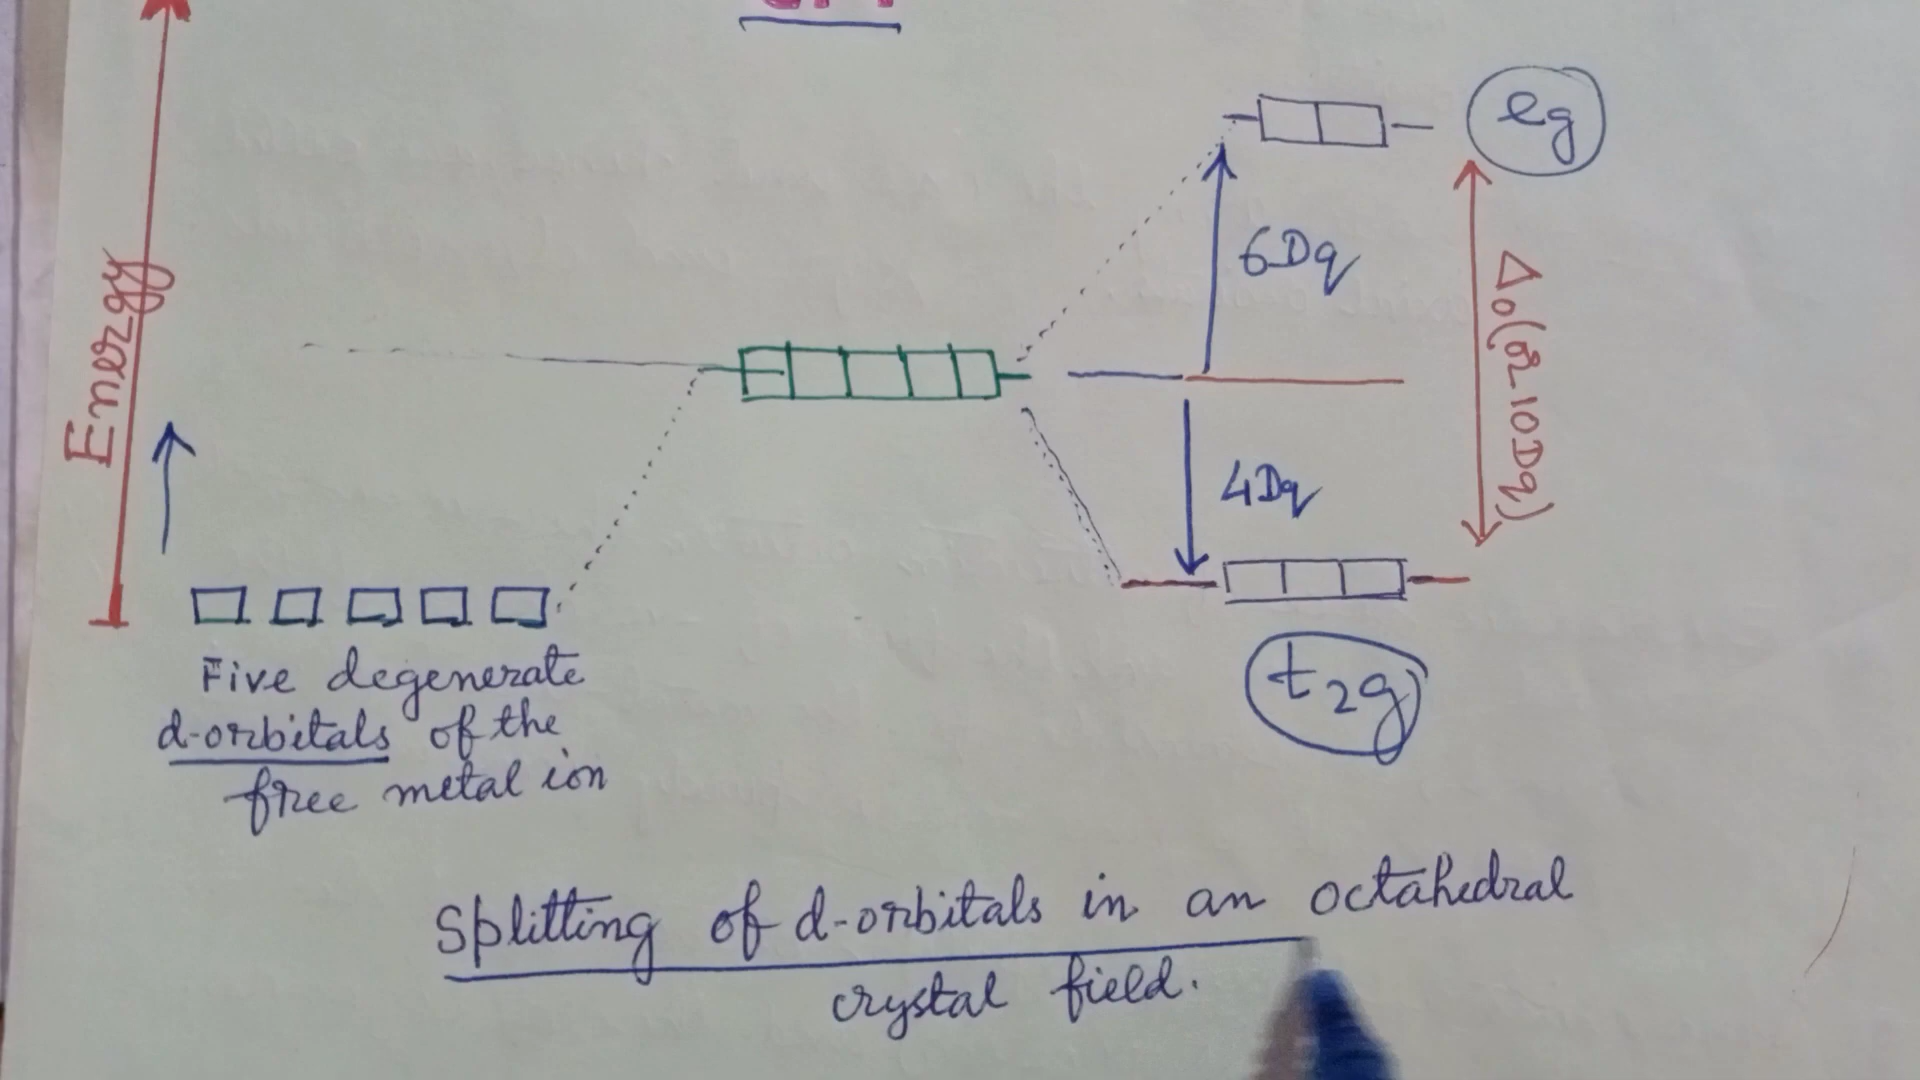 eg
6Dq
Δo (or 10Dq)
Energy
4Dq
t2g
Five degenerate
d-orbitals of the
free metal ion
Splitting of d-orbitals in an octahedral
crystal field.